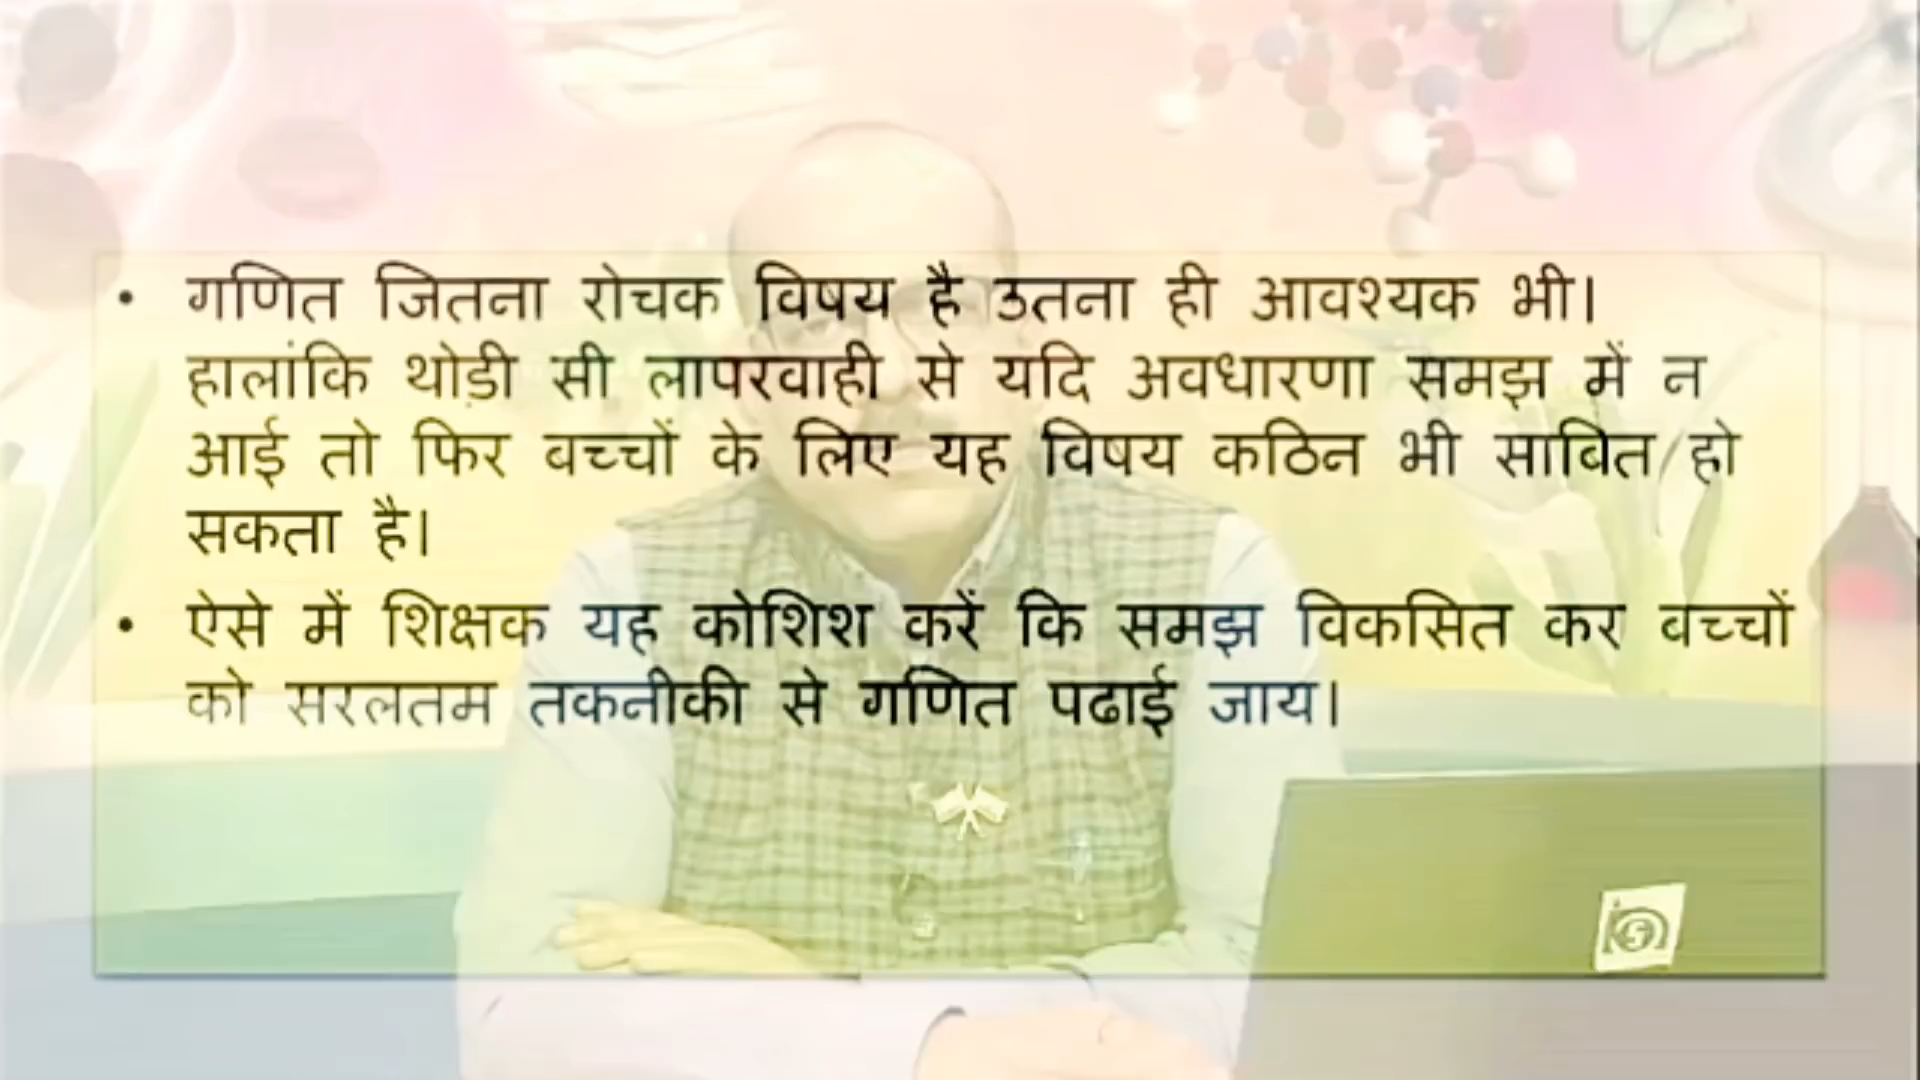 • गणित जितना रोचक विषय है उतना ही आवश्यक भी।
हालांकि थोड़ी सी लापरवाही से यदि अवधारणा समझ में न
आई तो फिर बच्चों के लिए यह विषय कठिन भी साबित हो
सकता है।
• ऐसे में शिक्षक यह कोशिश करें कि समझ विकसित कर बच्चों
को सरलतम तकनीकी से गणित पढाई जाय।